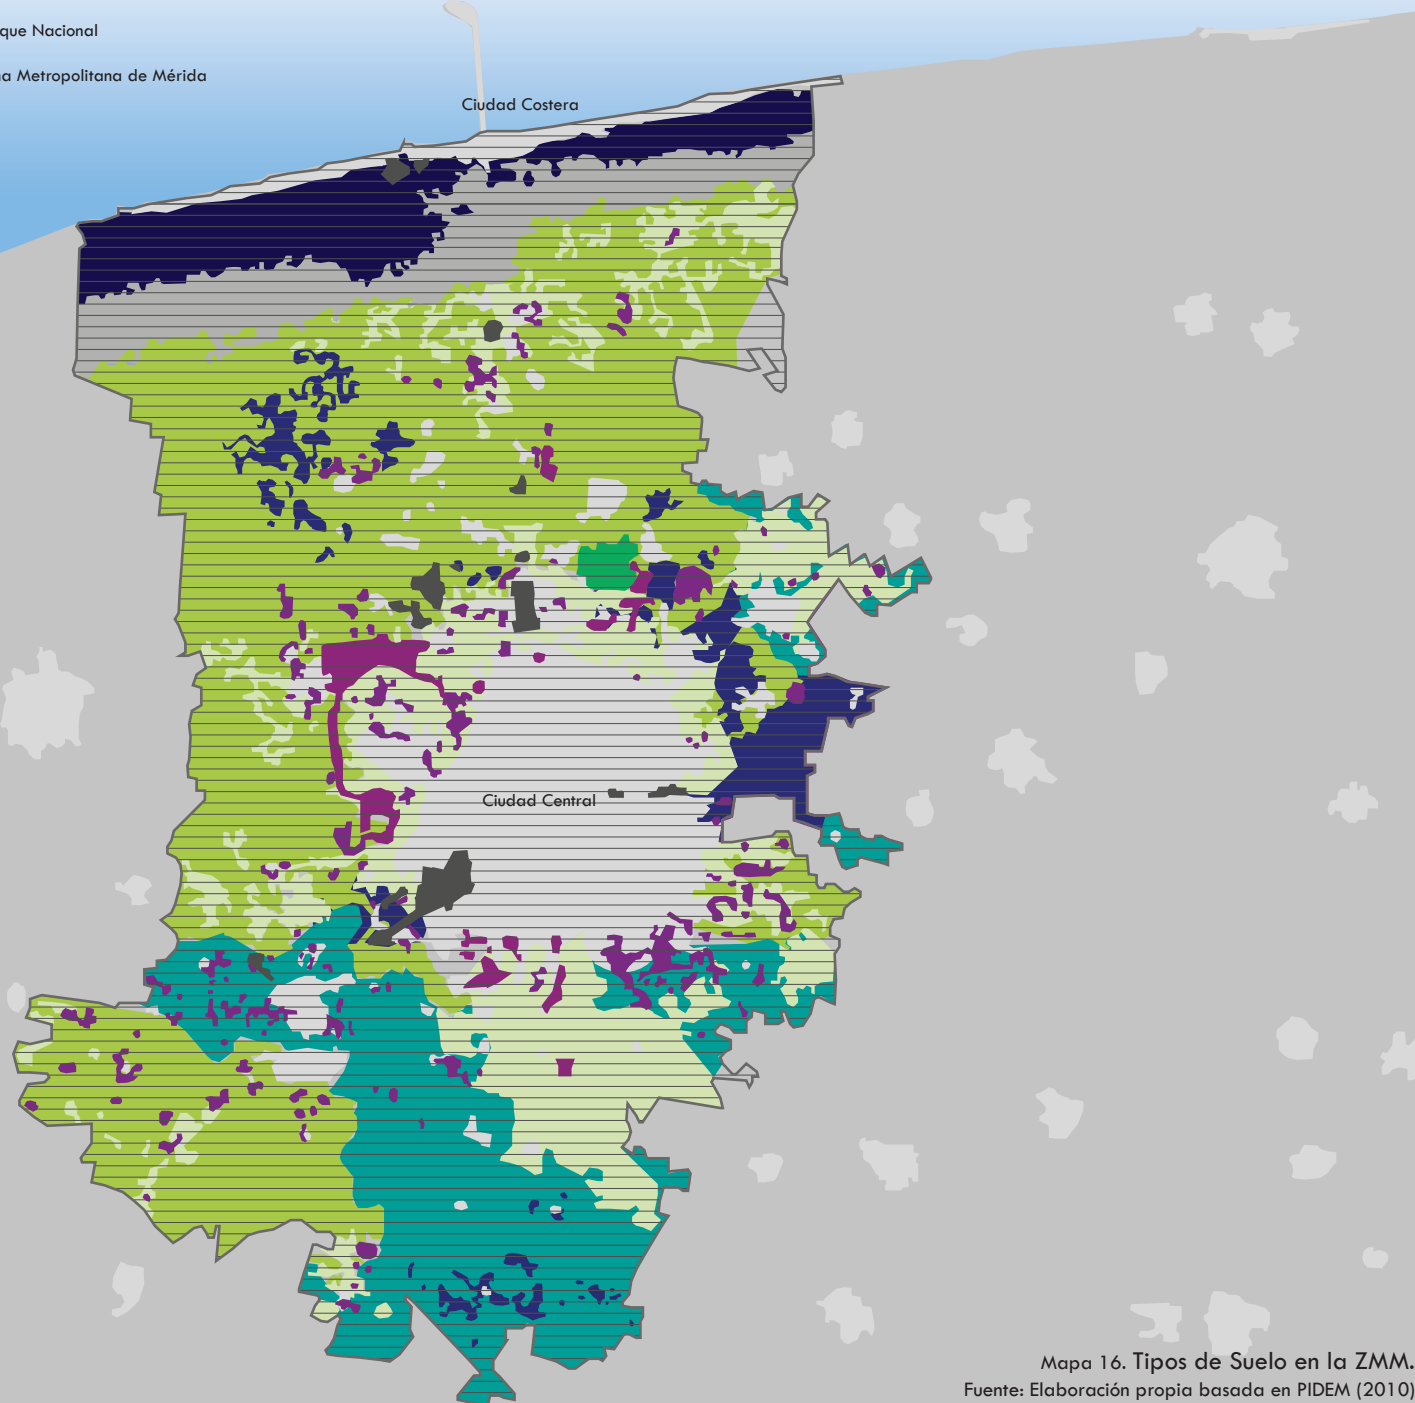 que Nacional
a Metropolitana de Mérida
Ciudad Costera
Ciudad Central
Mapa 16. Tipos de Suelo en la ZMM.
Fuente: Elaboración propia basada en PIDEM (2010)